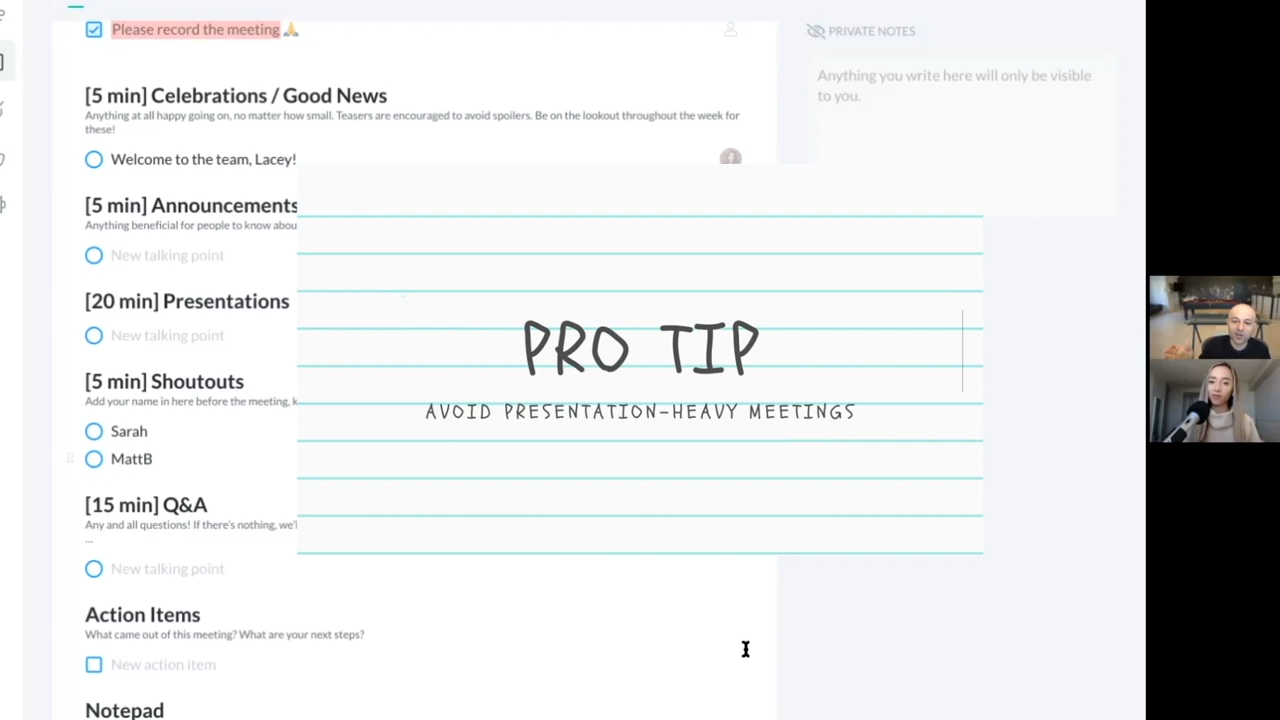 Please record the meeting 🙏
PRIVATE NOTES
Anything you write here will only be visible
to you.
[5 min] Celebrations / Good News
Anything at all happy going on, no matter how small. Teasers are encouraged to avoid spoilers. Be on the lookout throughout the week for
these!
Welcome to the team, Lacey!
[5 min] Announcements
Anything beneficial for people to know
New talking point
[20 min] Presentations
New talking point
PRO TIP
AVOID PRESENTATION-HEAVY MEETINGS
[5 min] Shoutouts
Add your name in here before the meeting,
Sarah
MattB
[15 min] Q&A
Any and all questions! If there's nothing,
...
New talking point
Action Items
What came out of this meeting? What are your next steps?
New action item
Notepad